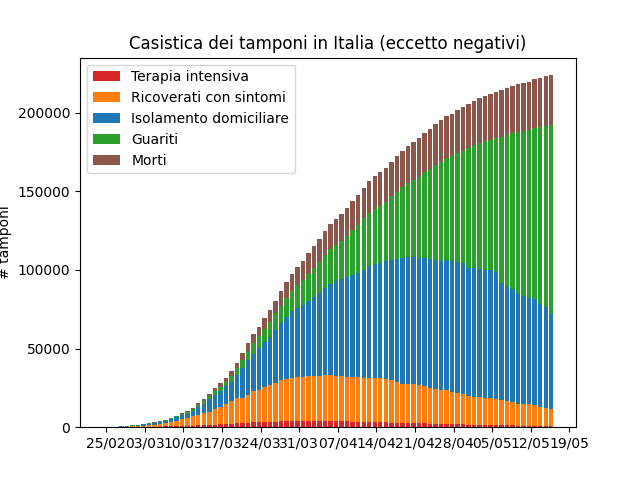 Casistica dei tamponi in Italia (eccetto negativi)
Terapia intensiva
Ricoverati con sintomi
Isolamento domiciliare
Guariti
Morti
200000
150000
100000
50000
0
# tamponi
25/02 03/03 10/03 17/03 24/03 31/03 07/04 14/04 21/04 28/04 05/05 12/05 19/05